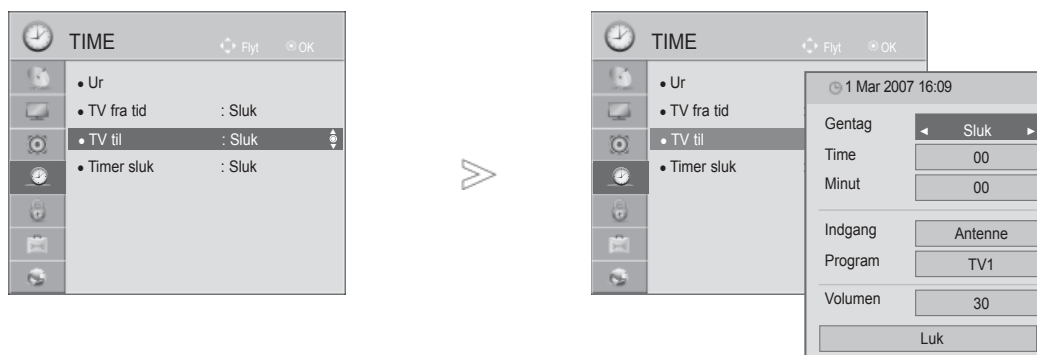 TIME Flyt OK
Ur
TV fra tid : Sluk
TV til : Sluk
Timer sluk : Sluk
TIME Flyt OK
Ur
TV fra tid :
TV til
Timer sluk :
1 Mar 2007 16:09
Gentag Sluk
Time 00
Minut 00
Indgang Antenne
Program TV1
Volumen 30
Luk